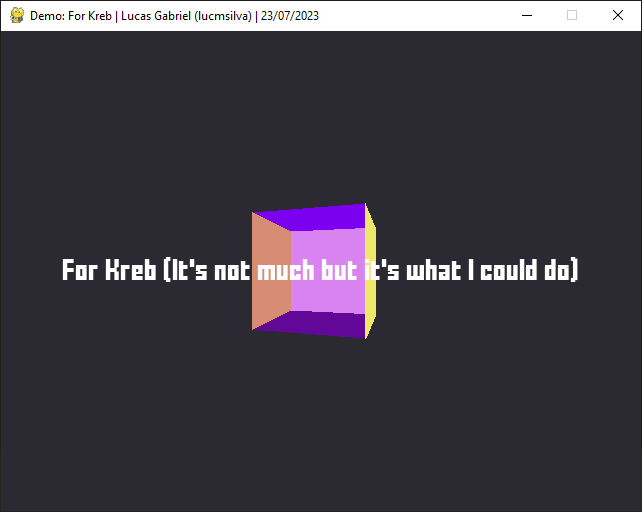 Demo: For Kreb | Lucas Gabriel (lucmsilva) | 23/07/2023
For Kreb (It's not much but it's what I could do)